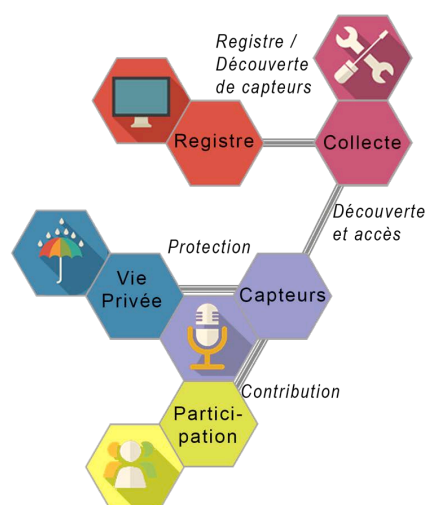 Registre /
Découverte
de capteurs
Registre
Collecte
Découverte
et accès
Protection
Vie
Privée
Capteurs
Contribution
Partici-
pation